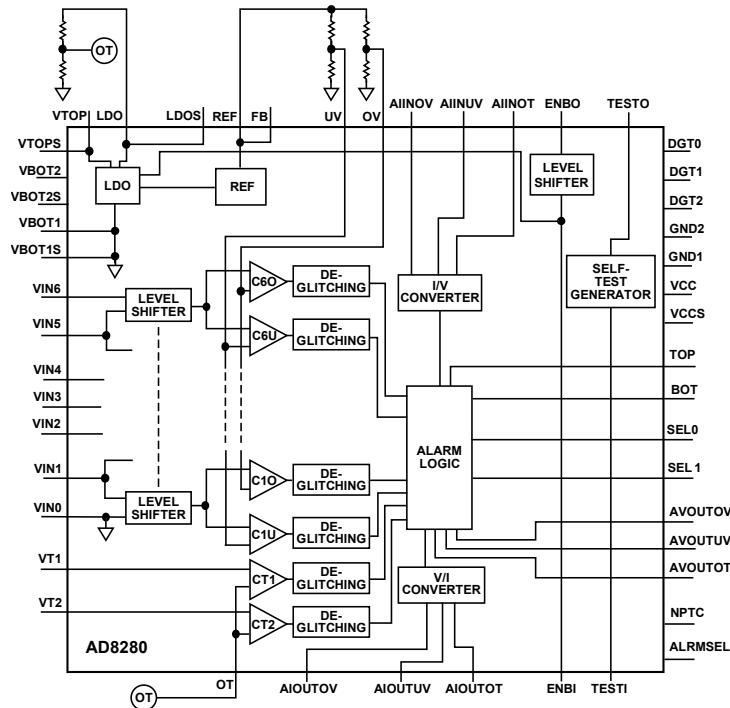 OT
VTOP LDO LDOS REF FB UV OV AIINOV AIINUV AIINOT ENBO TESTO
VTOPS
VBOT2
VBOT2S
VBOT1
VBOT1S
VIN6
VIN5
VIN4
VIN3
VIN2
VIN1
VIN0
VT1
VT2
LDO
REF
LEVEL
SHIFTER
LEVEL
SHIFTER
C6O
C6U
C1O
C1U
CT1
CT2
DE-
GLITCHING
DE-
GLITCHING
DE-
GLITCHING
DE-
GLITCHING
DE-
GLITCHING
DE-
GLITCHING
I/V
CONVERTER
ALARM
LOGIC
V/I
CONVERTER
LEVEL
SHIFTER
SELF-
TEST
GENERATOR
DGT0
DGT1
DGT2
GND2
GND1
VCC
VCCS
TOP
BOT
SEL0
SEL 1
AVOUTOV
AVOUTUV
AVOUTOT
NPTC
ALRMSEL
AD8280
OT
OT AIOUTOV AIOUTUV AIOUTOT ENBI TESTI